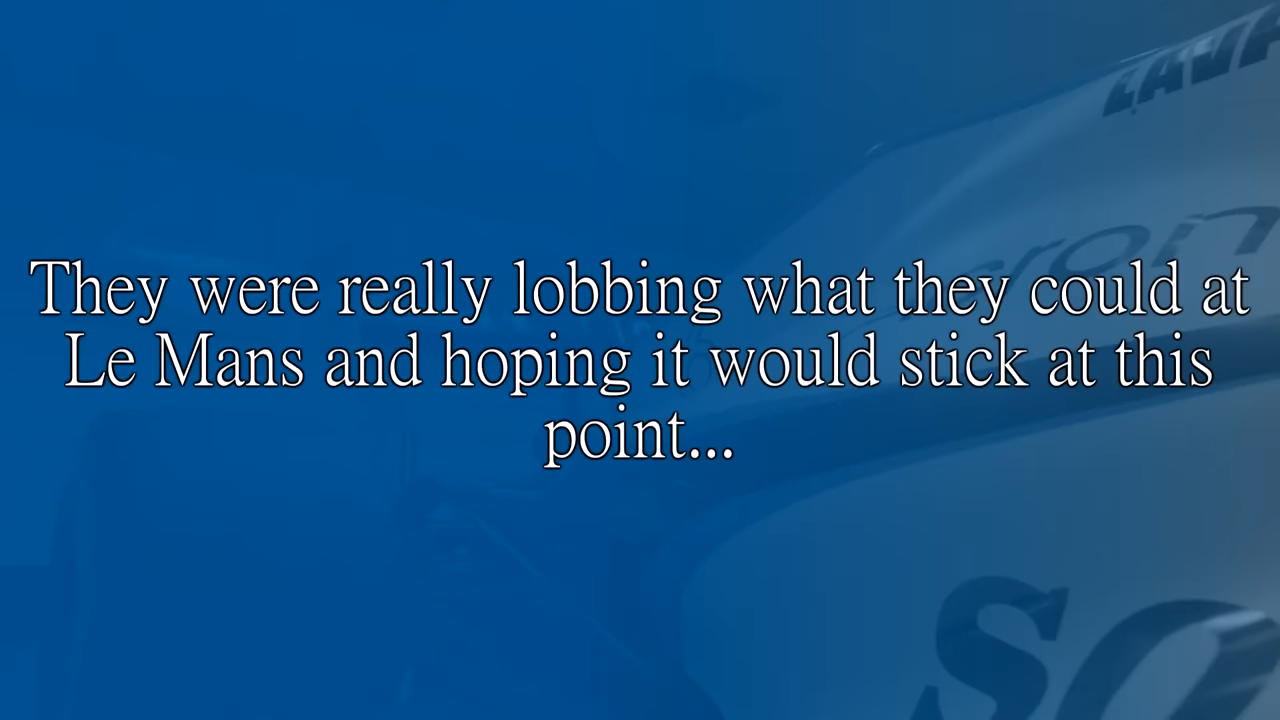 They were really lobbing what they could at
Le Mans and hoping it would stick at this
point...